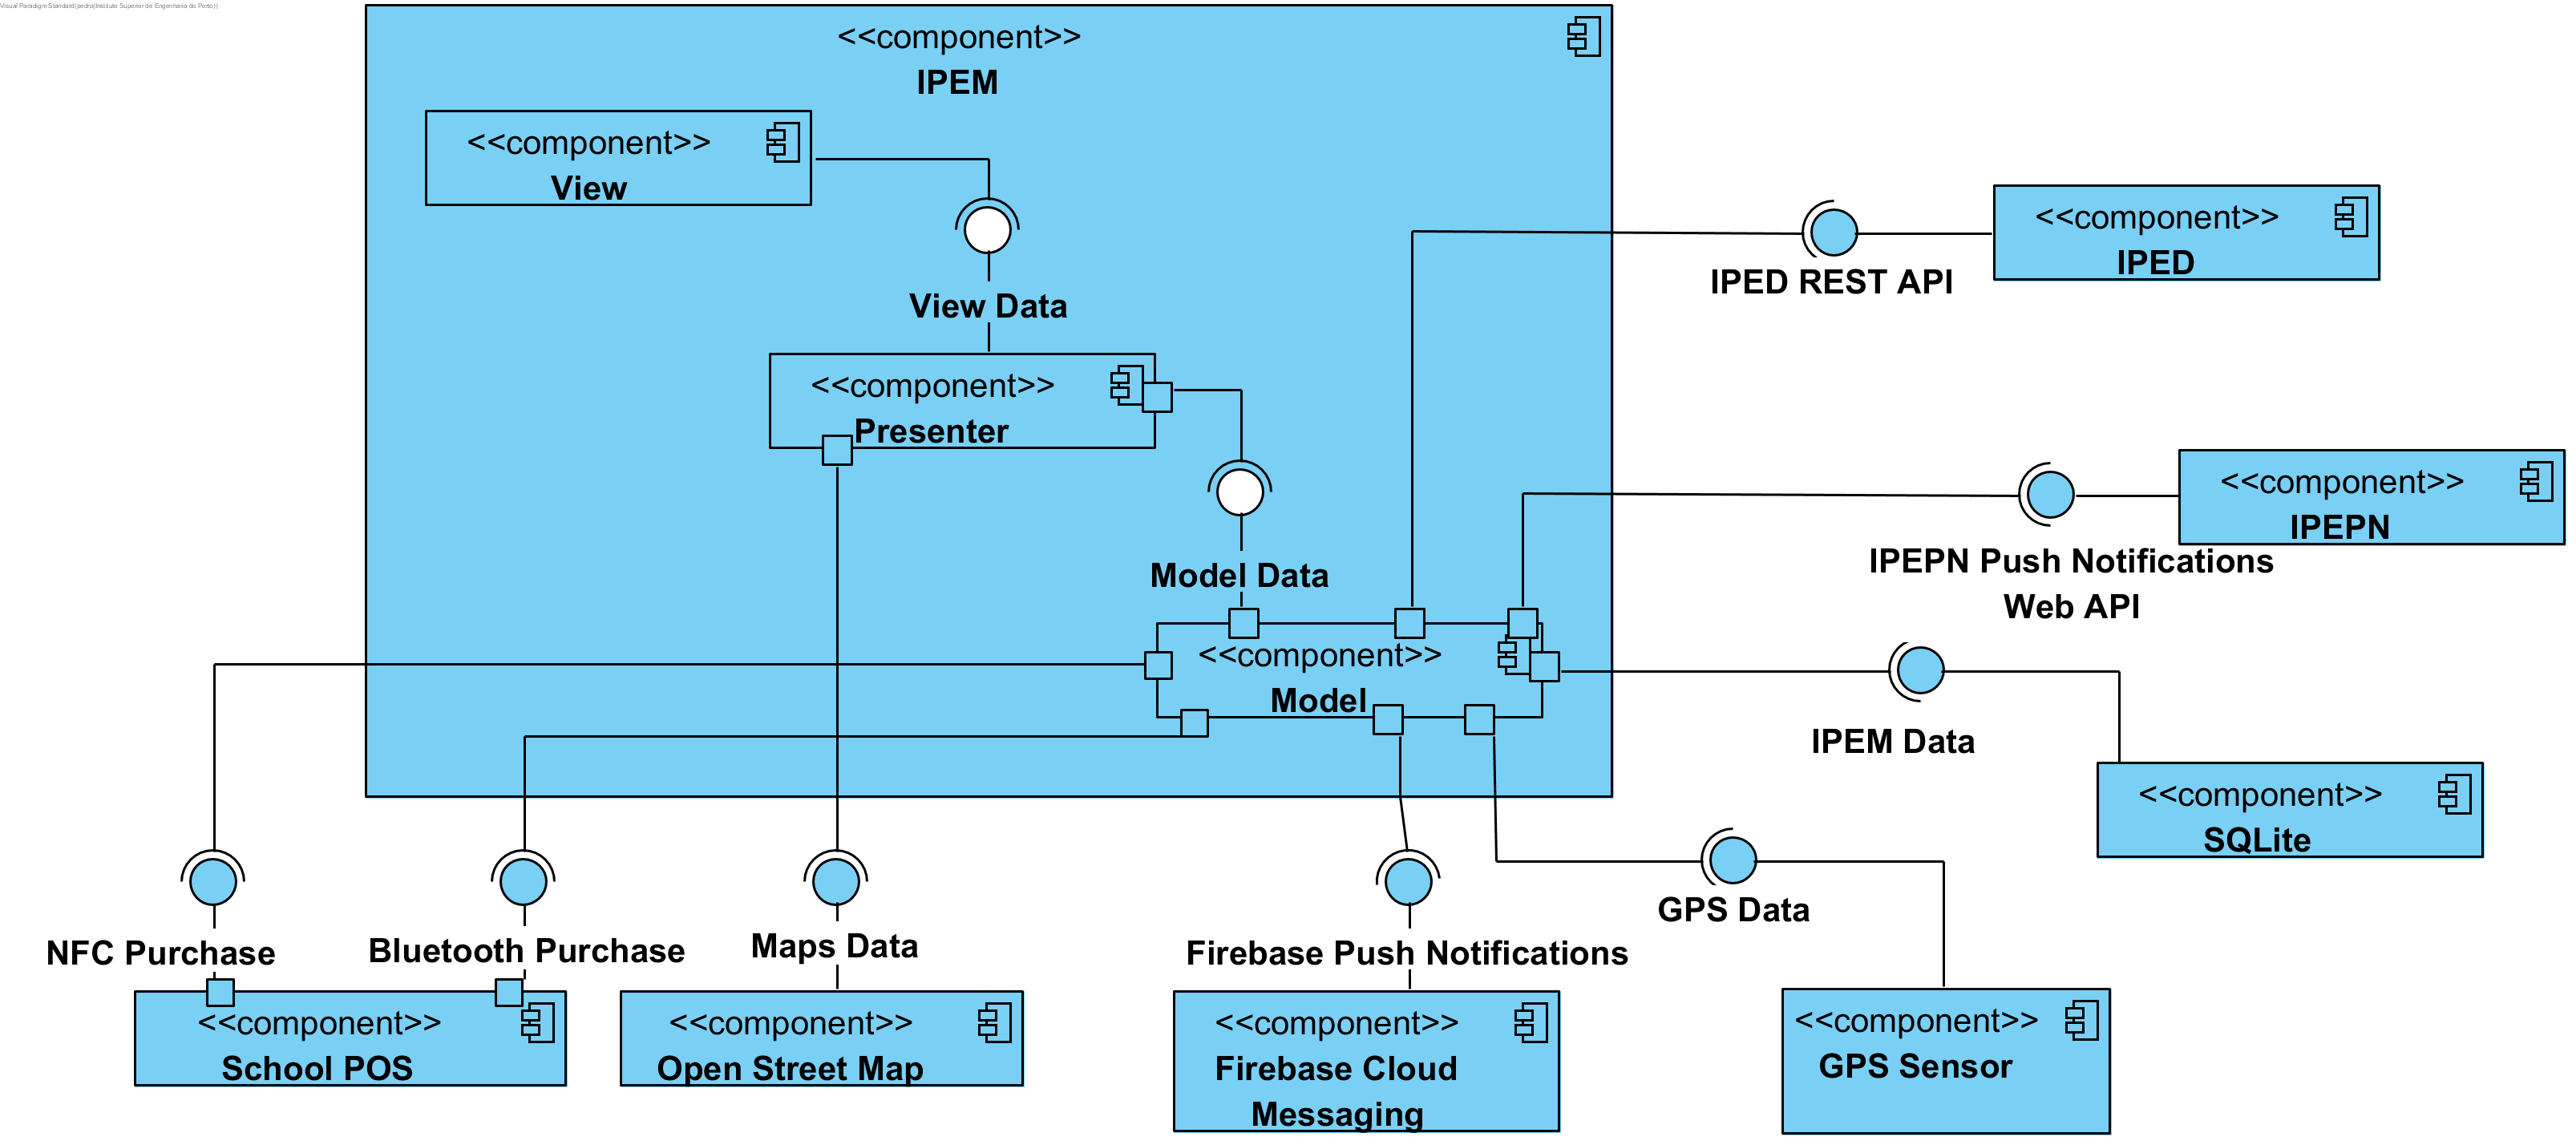 Visual Paradigm Standard(pedro(Instituto Superior de Engenharia do Porto))
<<component>>
IPEM
<<component>>
View
View Data
<<component>>
IPED
IPED REST API
<<component>>
Presenter
<<component>>
IPEPN
IPEPN Push Notifications
Web API
Model Data
<<component>>
Model
IPEM Data
<<component>>
SQLite
GPS Data
NFC Purchase
Bluetooth Purchase
Maps Data
Firebase Push Notifications
<<component>>
School POS
<<component>>
Open Street Map
<<component>>
Firebase Cloud
Messaging
<<component>>
GPS Sensor